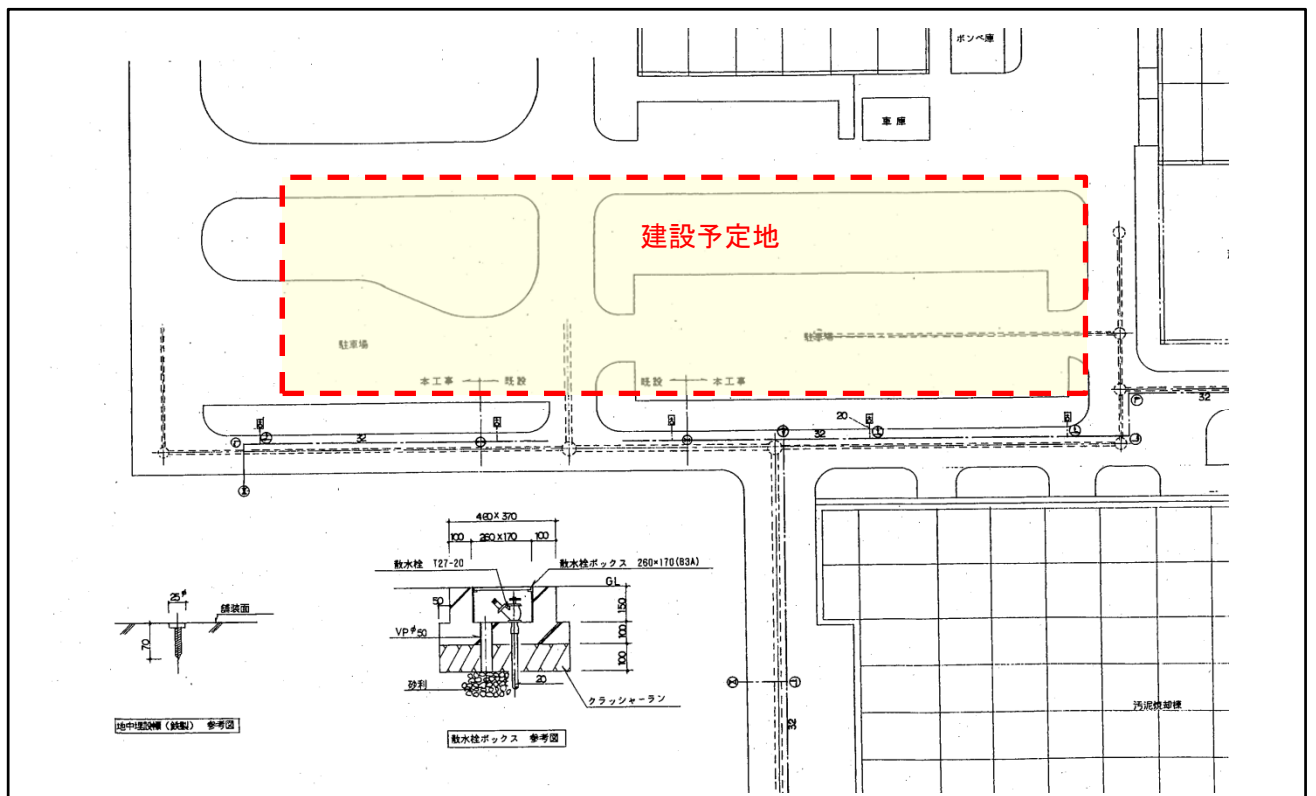 ボンベ庫
車庫
建設予定地
駐車場
駐車場
本工事
既設
既設
本工事
32
20
32
32
460×370
100
260×170
100
散水栓 T27-20
散水栓ボックス 260×170(B3A)
GL
50
150
100
100
VPφ50
砂利
20
クラッシャーラン
25φ
舗装面
70
32
汚泥焼却棟
地中埋設標(鉄製) 参考図
散水栓ボックス 参考図